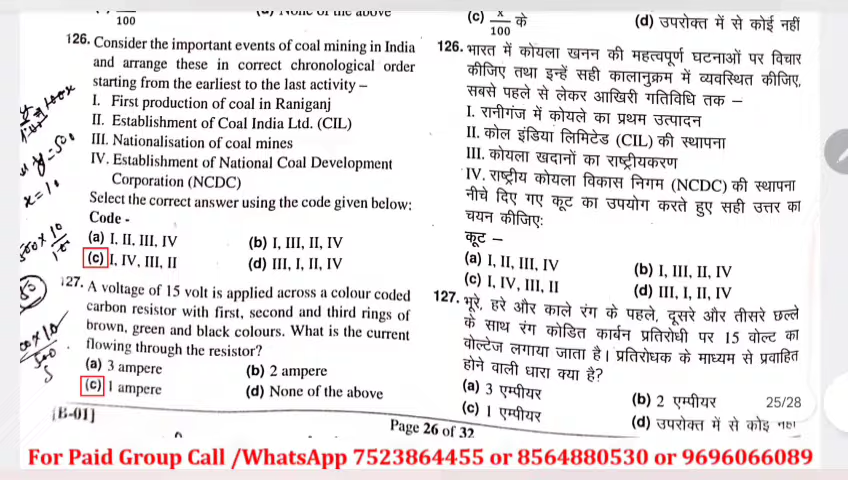 100
(d) None of the above
126. Consider the important events of coal mining in India
and arrange these in correct chronological order
starting from the earliest to the last activity –
I. First production of coal in Raniganj
II. Establishment of Coal India Ltd. (CIL)
III. Nationalisation of coal mines
IV. Establishment of National Coal Development
Corporation (NCDC)
Select the correct answer using the code given below:
Code -
(a) I, II, III, IV
(b) I, III, II, IV
(c) I, IV, III, II
(d) III, I, II, IV
127. A voltage of 15 volt is applied across a colour coded
carbon resistor with first, second and third rings of
brown, green and black colours. What is the current
flowing through the resistor?
(a) 3 ampere
(b) 2 ampere
(c) 1 ampere
(d) None of the above
[B-01]
y=500
x=10
(c) x/100 के
(d) उपरोक्त में से कोई नहीं
126. भारत में कोयला खनन की महत्वपूर्ण घटनाओं पर विचार
कीजिए तथा इन्हें सही कालानुक्रम में व्यवस्थित कीजिए,
सबसे पहले से लेकर आखिरी गतिविधि तक –
I. रानीगंज में कोयले का प्रथम उत्पादन
II. कोल इंडिया लिमिटेड (CIL) की स्थापना
III. कोयला खदानों का राष्ट्रीयकरण
IV. राष्ट्रीय कोयला विकास निगम (NCDC) की स्थापना
नीचे दिए गए कूट का उपयोग करते हुए सही उत्तर का
चयन कीजिए:
कूट –
(a) I, II, III, IV
(b) I, III, II, IV
(c) I, IV, III, II
(d) III, I, II, IV
127. भूरे, हरे और काले रंग के पहले, दूसरे और तीसरे छल्ले
के साथ रंग कोडित कार्बन प्रतिरोधी पर 15 वोल्ट का
वोल्टेज लगाया जाता है। प्रतिरोधक के माध्यम से प्रवाहित
होने वाली धारा क्या है?
(a) 3 एम्पीयर
(b) 2 एम्पीयर
(c) 1 एम्पीयर
(d) उपरोक्त में से कोइ नहा
25/28
Page 26 of 32
For Paid Group Call /WhatsApp 7523864455 or 8564880530 or 9696066089